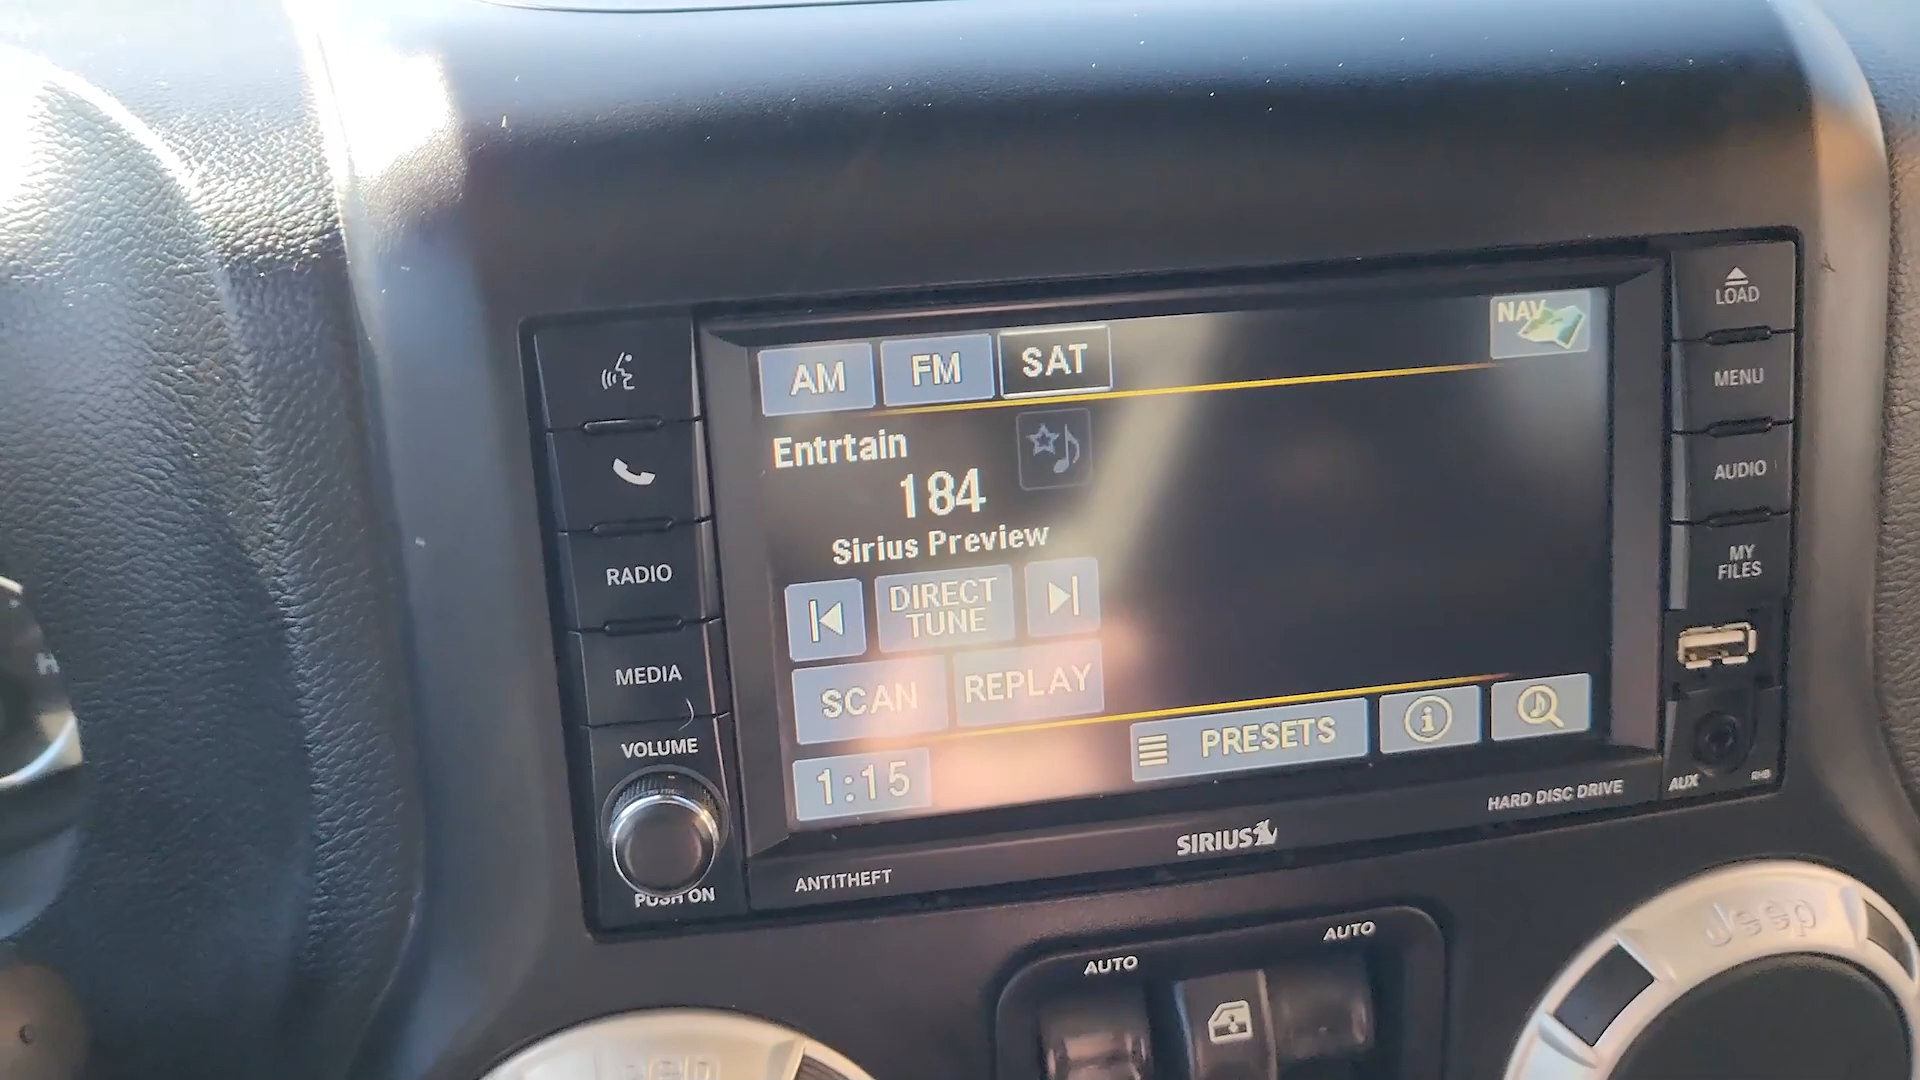 AM FM SAT
NAV
Entrtain
184
Sirius Preview
DIRECT
TUNE
SCAN REPLAY
PRESETS
1:15
RADIO
MEDIA
VOLUME
PUSH ON
LOAD
MENU
AUDIO
MY
FILES
AUX
RHB
HARD DISC DRIVE
SIRIUS
ANTITHEFT
AUTO
AUTO
Jeep